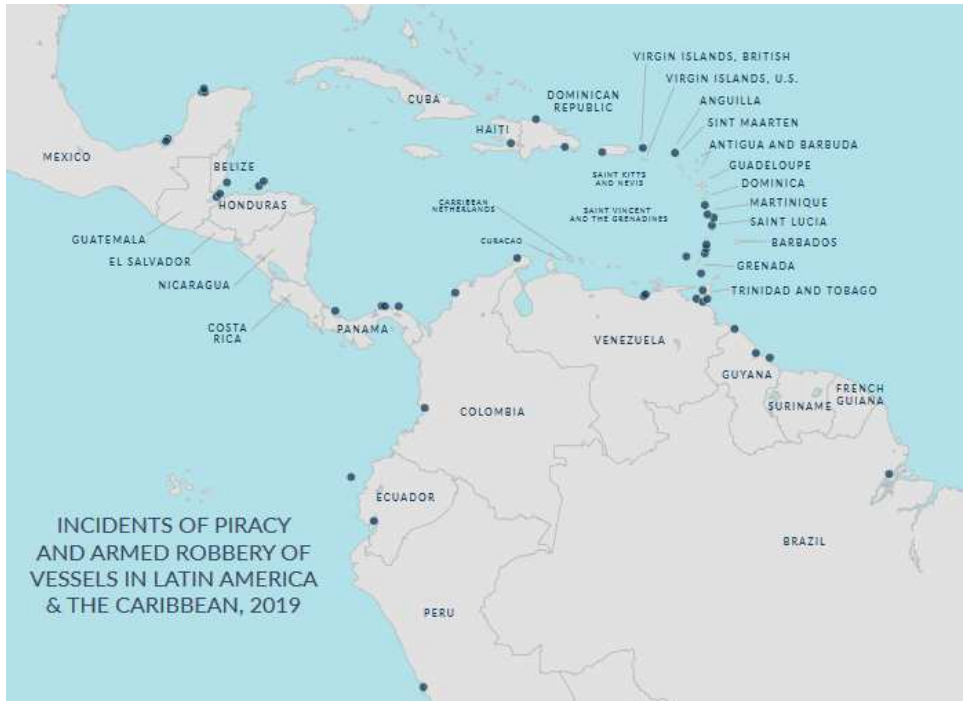 VIRGIN ISLANDS, BRITISH
VIRGIN ISLANDS, U.S.
ANGUILLA
SINT MAARTEN
ANTIGUA AND BARBUDA
GUADELOUPE
DOMINICA
MARTINIQUE
SAINT LUCIA
BARBADOS
GRENADA
TRINIDAD AND TOBAGO
DOMINICAN
REPUBLIC
CUBA
HAITI
MEXICO
BELIZE
HONDURAS
SAINT KITTS
AND NEVIS
CARRIBEAN
NETHERLANDS
SAINT VINCENT
AND THE GRENADINES
CURACAO
GUATEMALA
EL SALVADOR
NICARAGUA
COSTA
RICA
PANAMA
VENEZUELA
GUYANA
SURINAME
FRENCH
GUIANA
COLOMBIA
ECUADOR
BRAZIL
PERU
INCIDENTS OF PIRACY
AND ARMED ROBBERY OF
VESSELS IN LATIN AMERICA
& THE CARIBBEAN, 2019